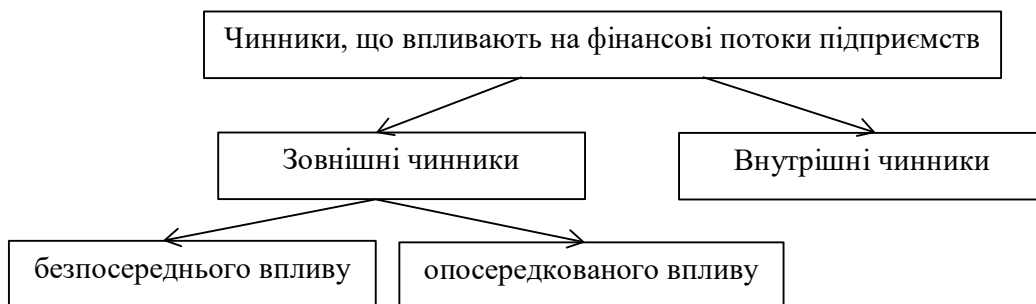 Чинники, що впливають на фінансові потоки підприємств
Зовнішні чинники
Внутрішні чинники
безпосереднього впливу
опосередкованого впливу